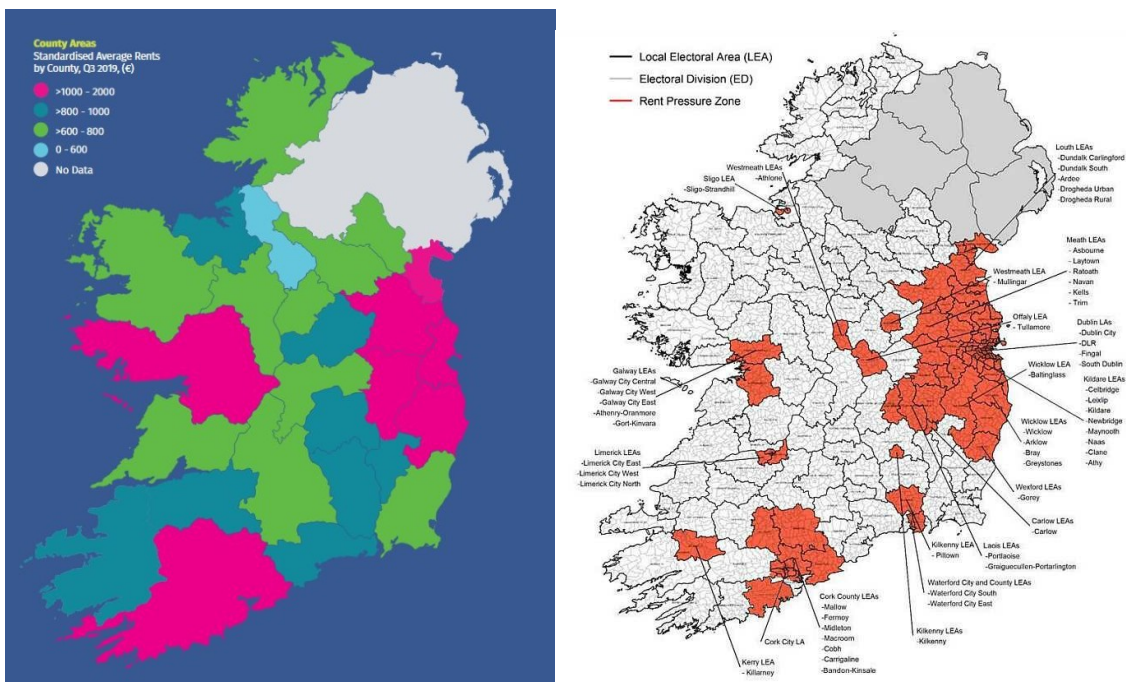 County Areas
Standardised Average Rents
by County, Q3 2019, (€)
>1000 - 2000
>800 - 1000
>600 - 800
0 - 600
No Data
Local Electoral Area (LEA)
Electoral Division (ED)
Rent Pressure Zone
Westmeath LEAs
-Athlone
Sligo LEA
-Sligo-Strandhill
Louth LEAs
-Dundalk Carlingford
-Dundalk South
-Ardee
-Drogheda Urban
-Drogheda Rural
Meath LEAs
- Asbourne
- Laytown
- Ratoath
- Navan
- Kells
- Trim
Westmeath LEA
- Mullingar
Offaly LEA
- Tullamore
Dublin LAs
-Dublin City
-DLR
-Fingal
-South Dublin
Wicklow LEA
-Baltinglass
Kildare LEAs
- Celbridge
- Leixlip
- Kildare
- Newbridge
- Maynooth
- Naas
- Clane
- Athy
Galway LEAs
-Galway City Central
-Galway City West
-Galway City East
-Athenry-Oranmore
-Gort-Kinvara
Wicklow LEAs
- Wicklow
- Arklow
- Bray
- Greystones
Limerick LEAs
-Limerick City East
-Limerick City West
-Limerick City North
Wexford LEAs
-Gorey
Carlow LEAs
- Carlow
Laois LEAs
-Portlaoise
-Graiguecullen-Portarlington
Kilkenny LEA
- Piltown
Waterford City and County LEAs
-Waterford City South
-Waterford City East
Kilkenny LEAs
-Kilkenny
Cork County LEAs
-Mallow
-Fermoy
-Midleton
-Macroom
-Cobh
-Carrigaline
-Bandon-Kinsale
Cork City LA
Kerry LEA
- Killarney